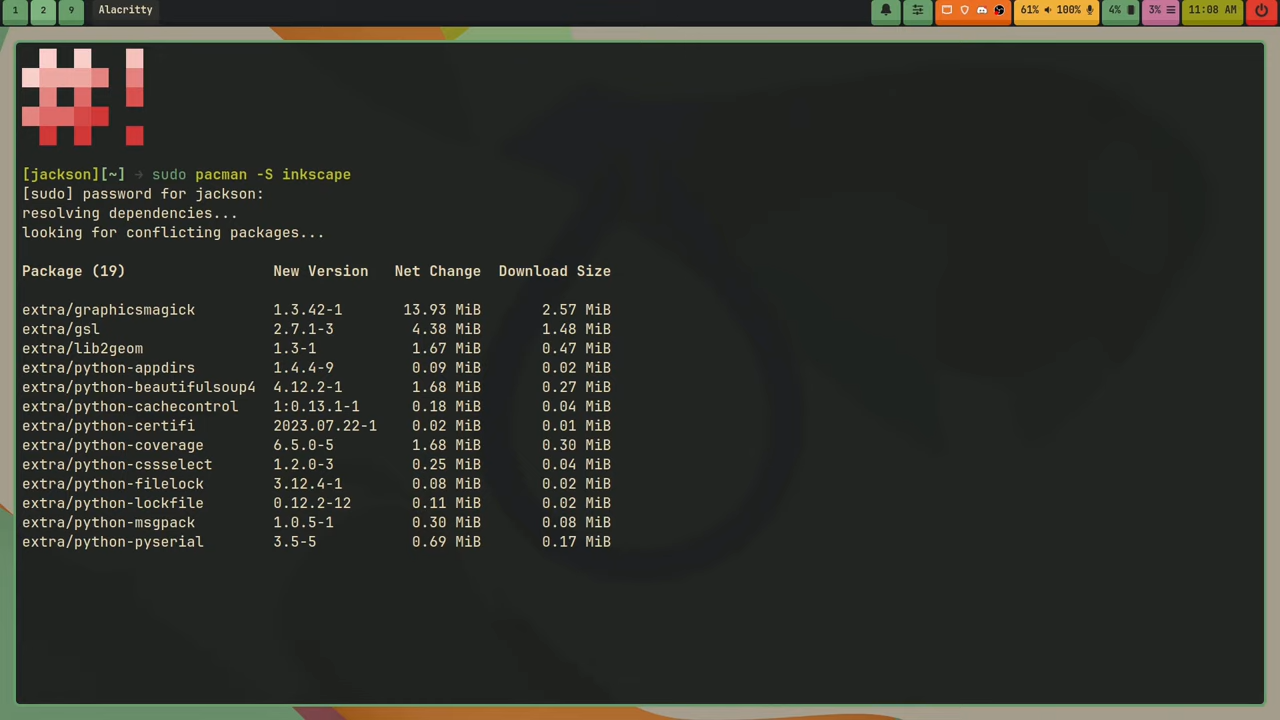 1 2 9 Alacritty 61% 100% 4% 3% 11:08 AM
#!
[jackson][~] → sudo pacman -S inkscape
[sudo] password for jackson:
resolving dependencies...
looking for conflicting packages...
Package (19) New Version Net Change Download Size
extra/graphicsmagick 1.3.42-1 13.93 MiB 2.57 MiB
extra/gsl 2.7.1-3 4.38 MiB 1.48 MiB
extra/lib2geom 1.3-1 1.67 MiB 0.47 MiB
extra/python-appdirs 1.4.4-9 0.09 MiB 0.02 MiB
extra/python-beautifulsoup4 4.12.2-1 1.68 MiB 0.27 MiB
extra/python-cachecontrol 1:0.13.1-1 0.18 MiB 0.04 MiB
extra/python-certifi 2023.07.22-1 0.02 MiB 0.01 MiB
extra/python-coverage 6.5.0-5 1.68 MiB 0.30 MiB
extra/python-cssselect 1.2.0-3 0.25 MiB 0.04 MiB
extra/python-filelock 3.12.4-1 0.08 MiB 0.02 MiB
extra/python-lockfile 0.12.2-12 0.11 MiB 0.02 MiB
extra/python-msgpack 1.0.5-1 0.30 MiB 0.08 MiB
extra/python-pyserial 3.5-5 0.69 MiB 0.17 MiB